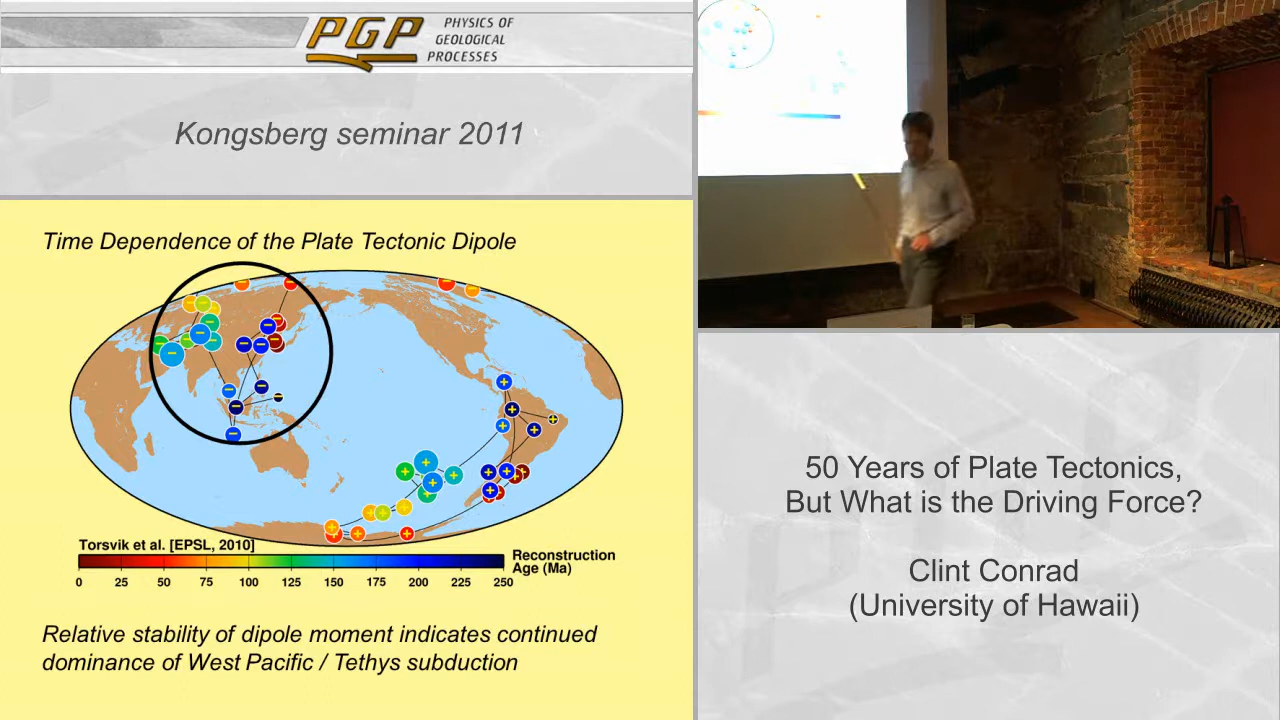 PGP
PHYSICS OF
GEOLOGICAL
PROCESSES
Kongsberg seminar 2011
Time Dependence of the Plate Tectonic Dipole
Torsvik et al. [EPSL, 2010]
Reconstruction
Age (Ma)
0 25 50 75 100 125 150 175 200 225 250
Relative stability of dipole moment indicates continued
dominance of West Pacific / Tethys subduction
50 Years of Plate Tectonics,
But What is the Driving Force?
Clint Conrad
(University of Hawaii)